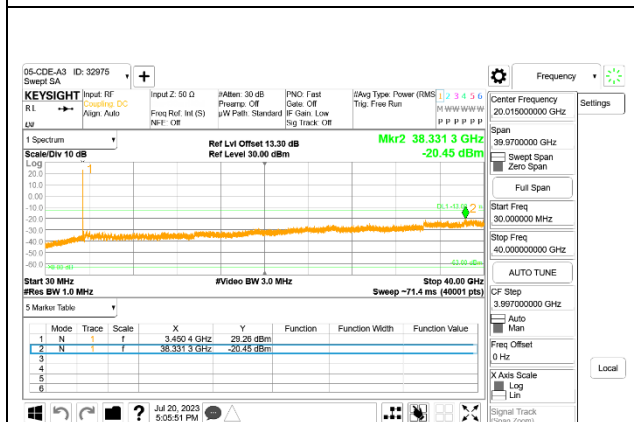 05-CDE-A3 ID: 32975
Swept SA
Frequency
Settings
KEYSIGHT Input: RF Input Z: 50 Ω #Atten: 30 dB PNO: Fast #Avg Type: Power (RMS 1 2 3 4 5 6
RL Coupling: DC Preamp: Off Gate: Off Trig: Free Run M W W W W W
Align: Auto Freq Ref: Int (S) µW Path: Standard IF Gain: Low
NFE: Off Sig Track: Off P P P P P P
1 Spectrum
Ref Lvl Offset 13.30 dB
Mkr2 38.331 3 GHz
Scale/Div 10 dB
Ref Level 30.00 dBm
-20.45 dBm
Log
20.0
10.0
0.00
-10.0
-20.0
-30.0
-40.0
-50.0
-60.0
1
2
Start 30 MHz
#Video BW 3.0 MHz
Stop 40.00 GHz
#Res BW 1.0 MHz
Sweep ~71.4 ms (40001 pts)
5 Marker Table
Mode Trace Scale X Y Function Function Width Function Value
1 N 1 f 3.450 4 GHz 29.26 dBm
2 N 1 f 38.331 3 GHz -20.45 dBm
3
4
5
6
Jul 20, 2023
5:05:51 PM
Center Frequency
20.015000000 GHz
Span
39.9700000 GHz
Swept Span
Zero Span
Full Span
Start Freq
30.000000 MHz
Stop Freq
40.00000000 GHz
AUTO TUNE
CF Step
3.997000000 GHz
Auto
Man
Freq Offset
0 Hz
X Axis Scale
Log
Lin
Signal Track
(Span Zoom)
Local